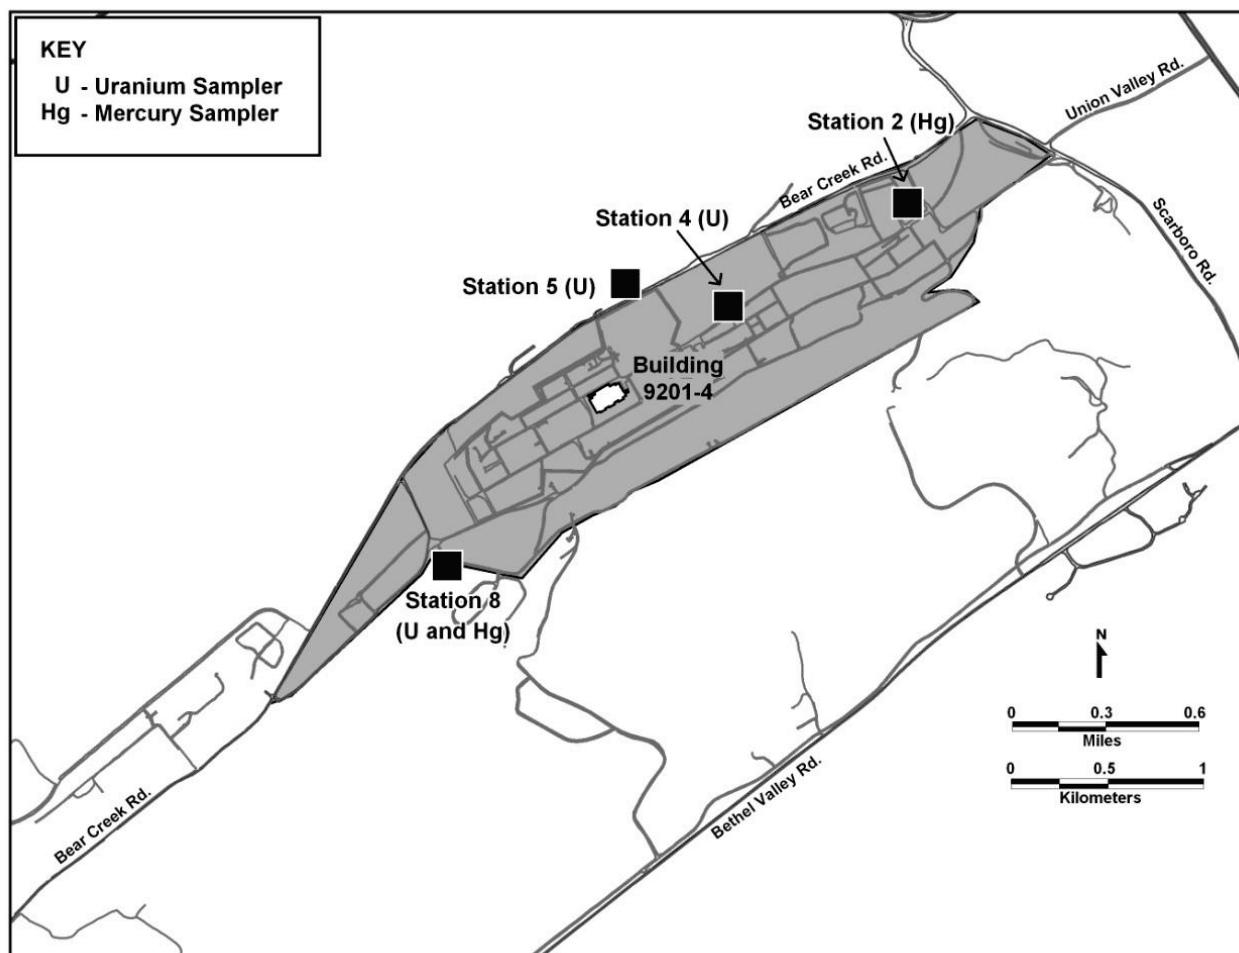 KEY
U - Uranium Sampler
Hg - Mercury Sampler
Union Valley Rd.
Station 2 (Hg)
Bear Creek Rd.
Scarboro Rd.
Station 4 (U)
Station 5 (U)
Building
9201-4
Station 8
(U and Hg)
N
0 0.3 0.6
Miles
0 0.5 1
Kilometers
Bethel Valley Rd.
Bear Creek Rd.